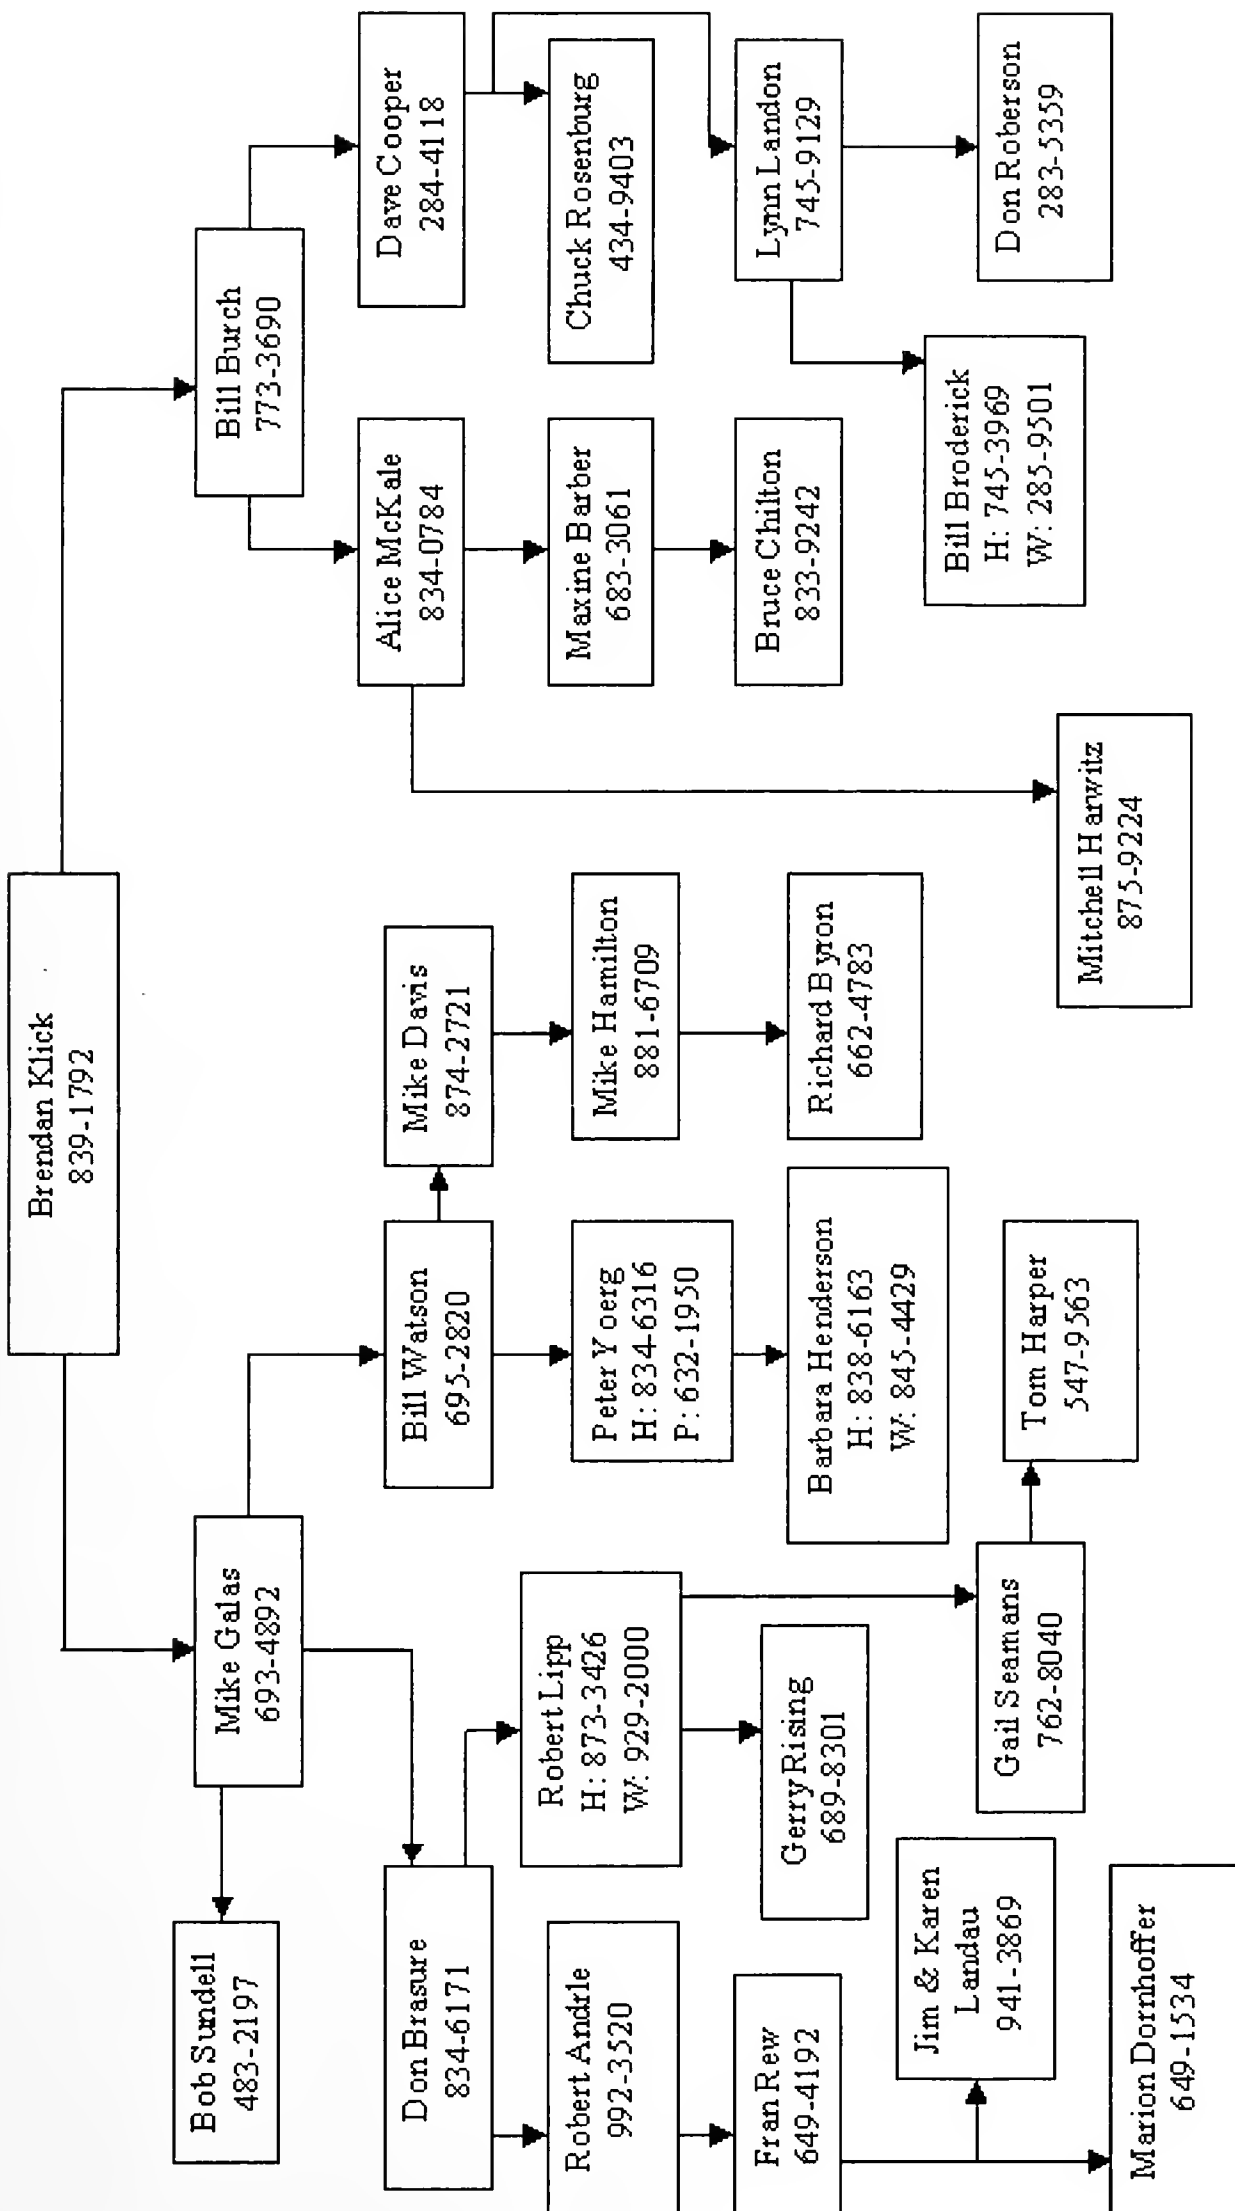 Brendan Klick
839-1792
Mike Galas
693-4892
Bill Burch
773-3690
Bob Sundell
483-2197
Don Brasure
834-6171
Bill Watson
695-2820
Mike Davis
874-2721
Alice McKale
834-0784
Dave Cooper
284-4118
Robert Andrle
992-3520
Robert Lipp
H: 873-3426
W: 929-2000
Peter Yoerg
H: 834-6316
P: 632-1950
Mike Hamilton
881-6709
Maxine Barber
683-3061
Chuck Rosenburg
434-9403
Fran Rew
649-4192
Gerry Rising
689-8301
Barbara Henderson
H: 838-6163
W: 845-4429
Richard Byron
662-4783
Bruce Chilton
833-9242
Lynn Landon
745-9129
Jim & Karen
Landau
941-3869
Gail Seamans
762-8040
Tom Harper
547-9563
Bill Broderick
H: 745-3969
W: 285-9501
Don Roberson
283-5359
Marion Dornhoffer
649-1534
Mitchell Harwitz
875-9224